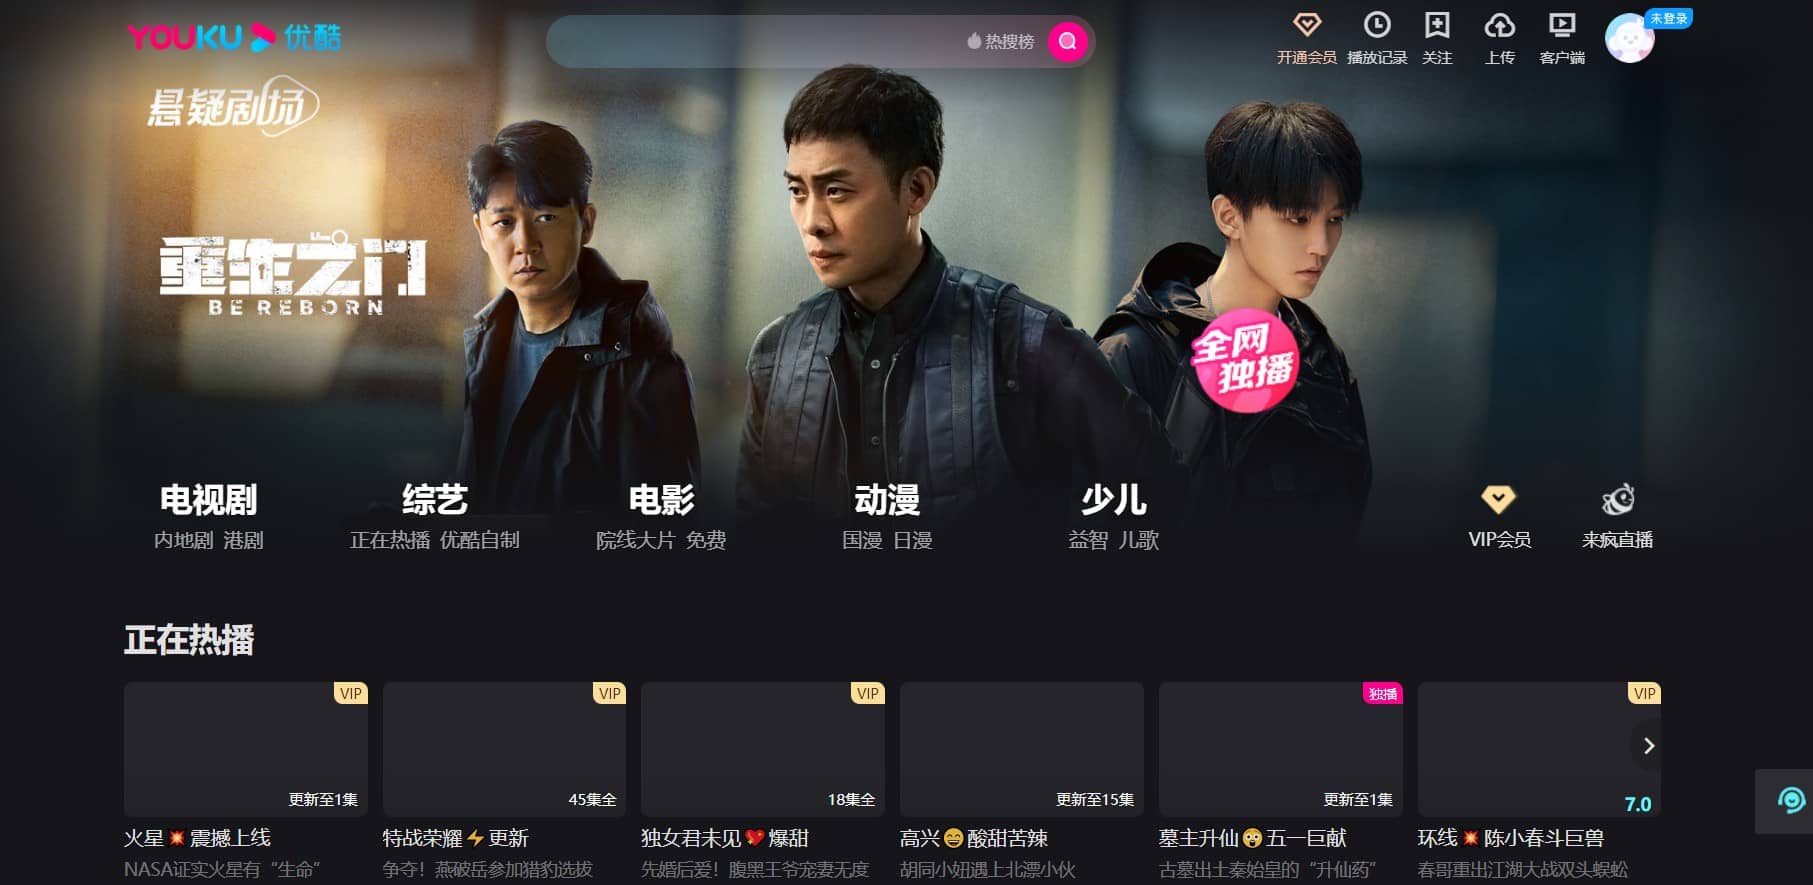 YOUKU 优酷
热搜榜
开通会员 播放记录 关注 上传 客户端 未登录
悬疑剧场
重生之门
BE REBORN
全网
独播
电视剧 综艺 电影 动漫 少儿
内地剧 港剧 正在热播 优酷自制 院线大片 免费 国漫 日漫 益智 儿歌 VIP会员 来疯直播
正在热播
VIP VIP VIP 独播 VIP
更新至1集 45集全 18集全 更新至15集 更新至1集 7.0
火星💥震撼上线 特战荣耀⚡更新 独女君未见💖爆甜 高兴😄酸甜苦辣 墓主升仙😲五一巨献 环线💥陈小春斗巨兽
NASA证实火星有“生命” 争夺！燕破岳参加猎豹选拔 先婚后爱！腹黑王爷宠妻无度 胡同小妞遇上北漂小伙 古墓出土秦始皇的“升仙药” 春哥重出江湖大战双头蜈蚣